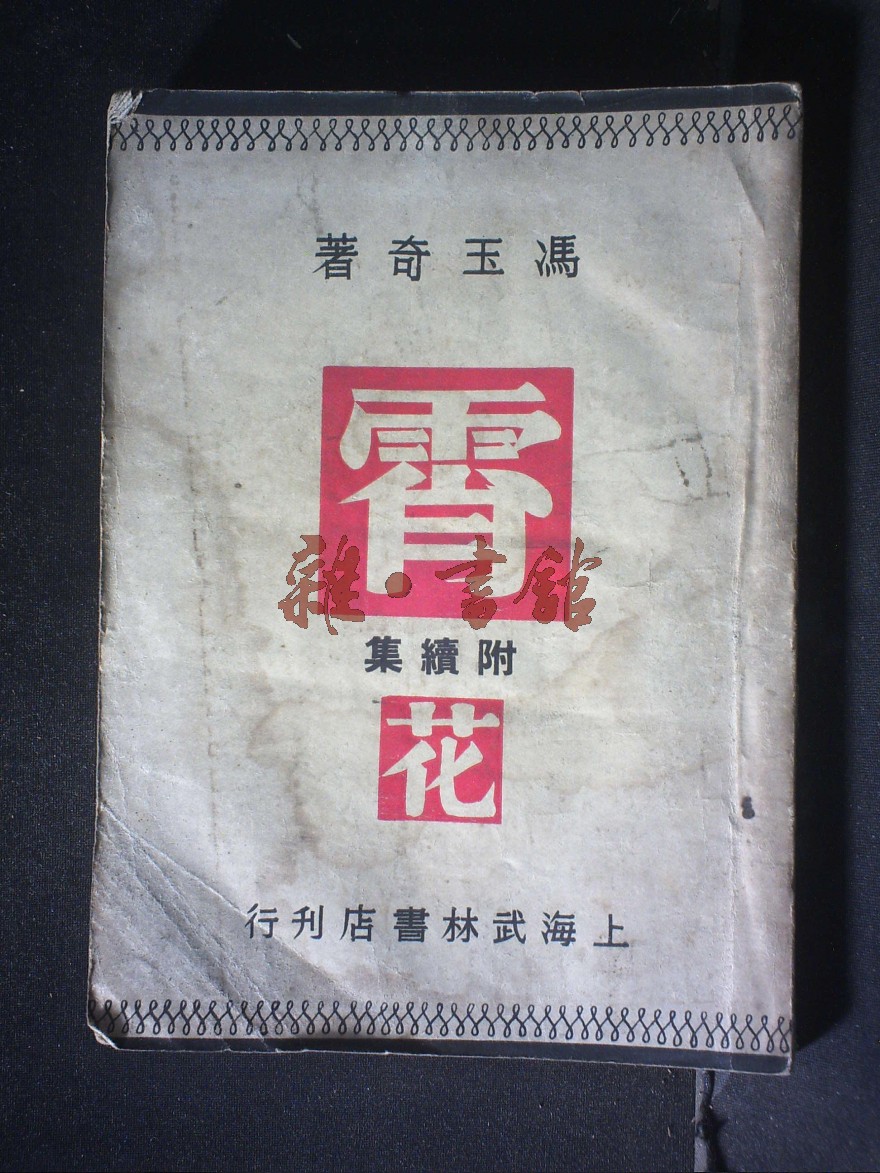 馮玉奇著
霄
雜·書館
附續集
花
上海武林書店刊行